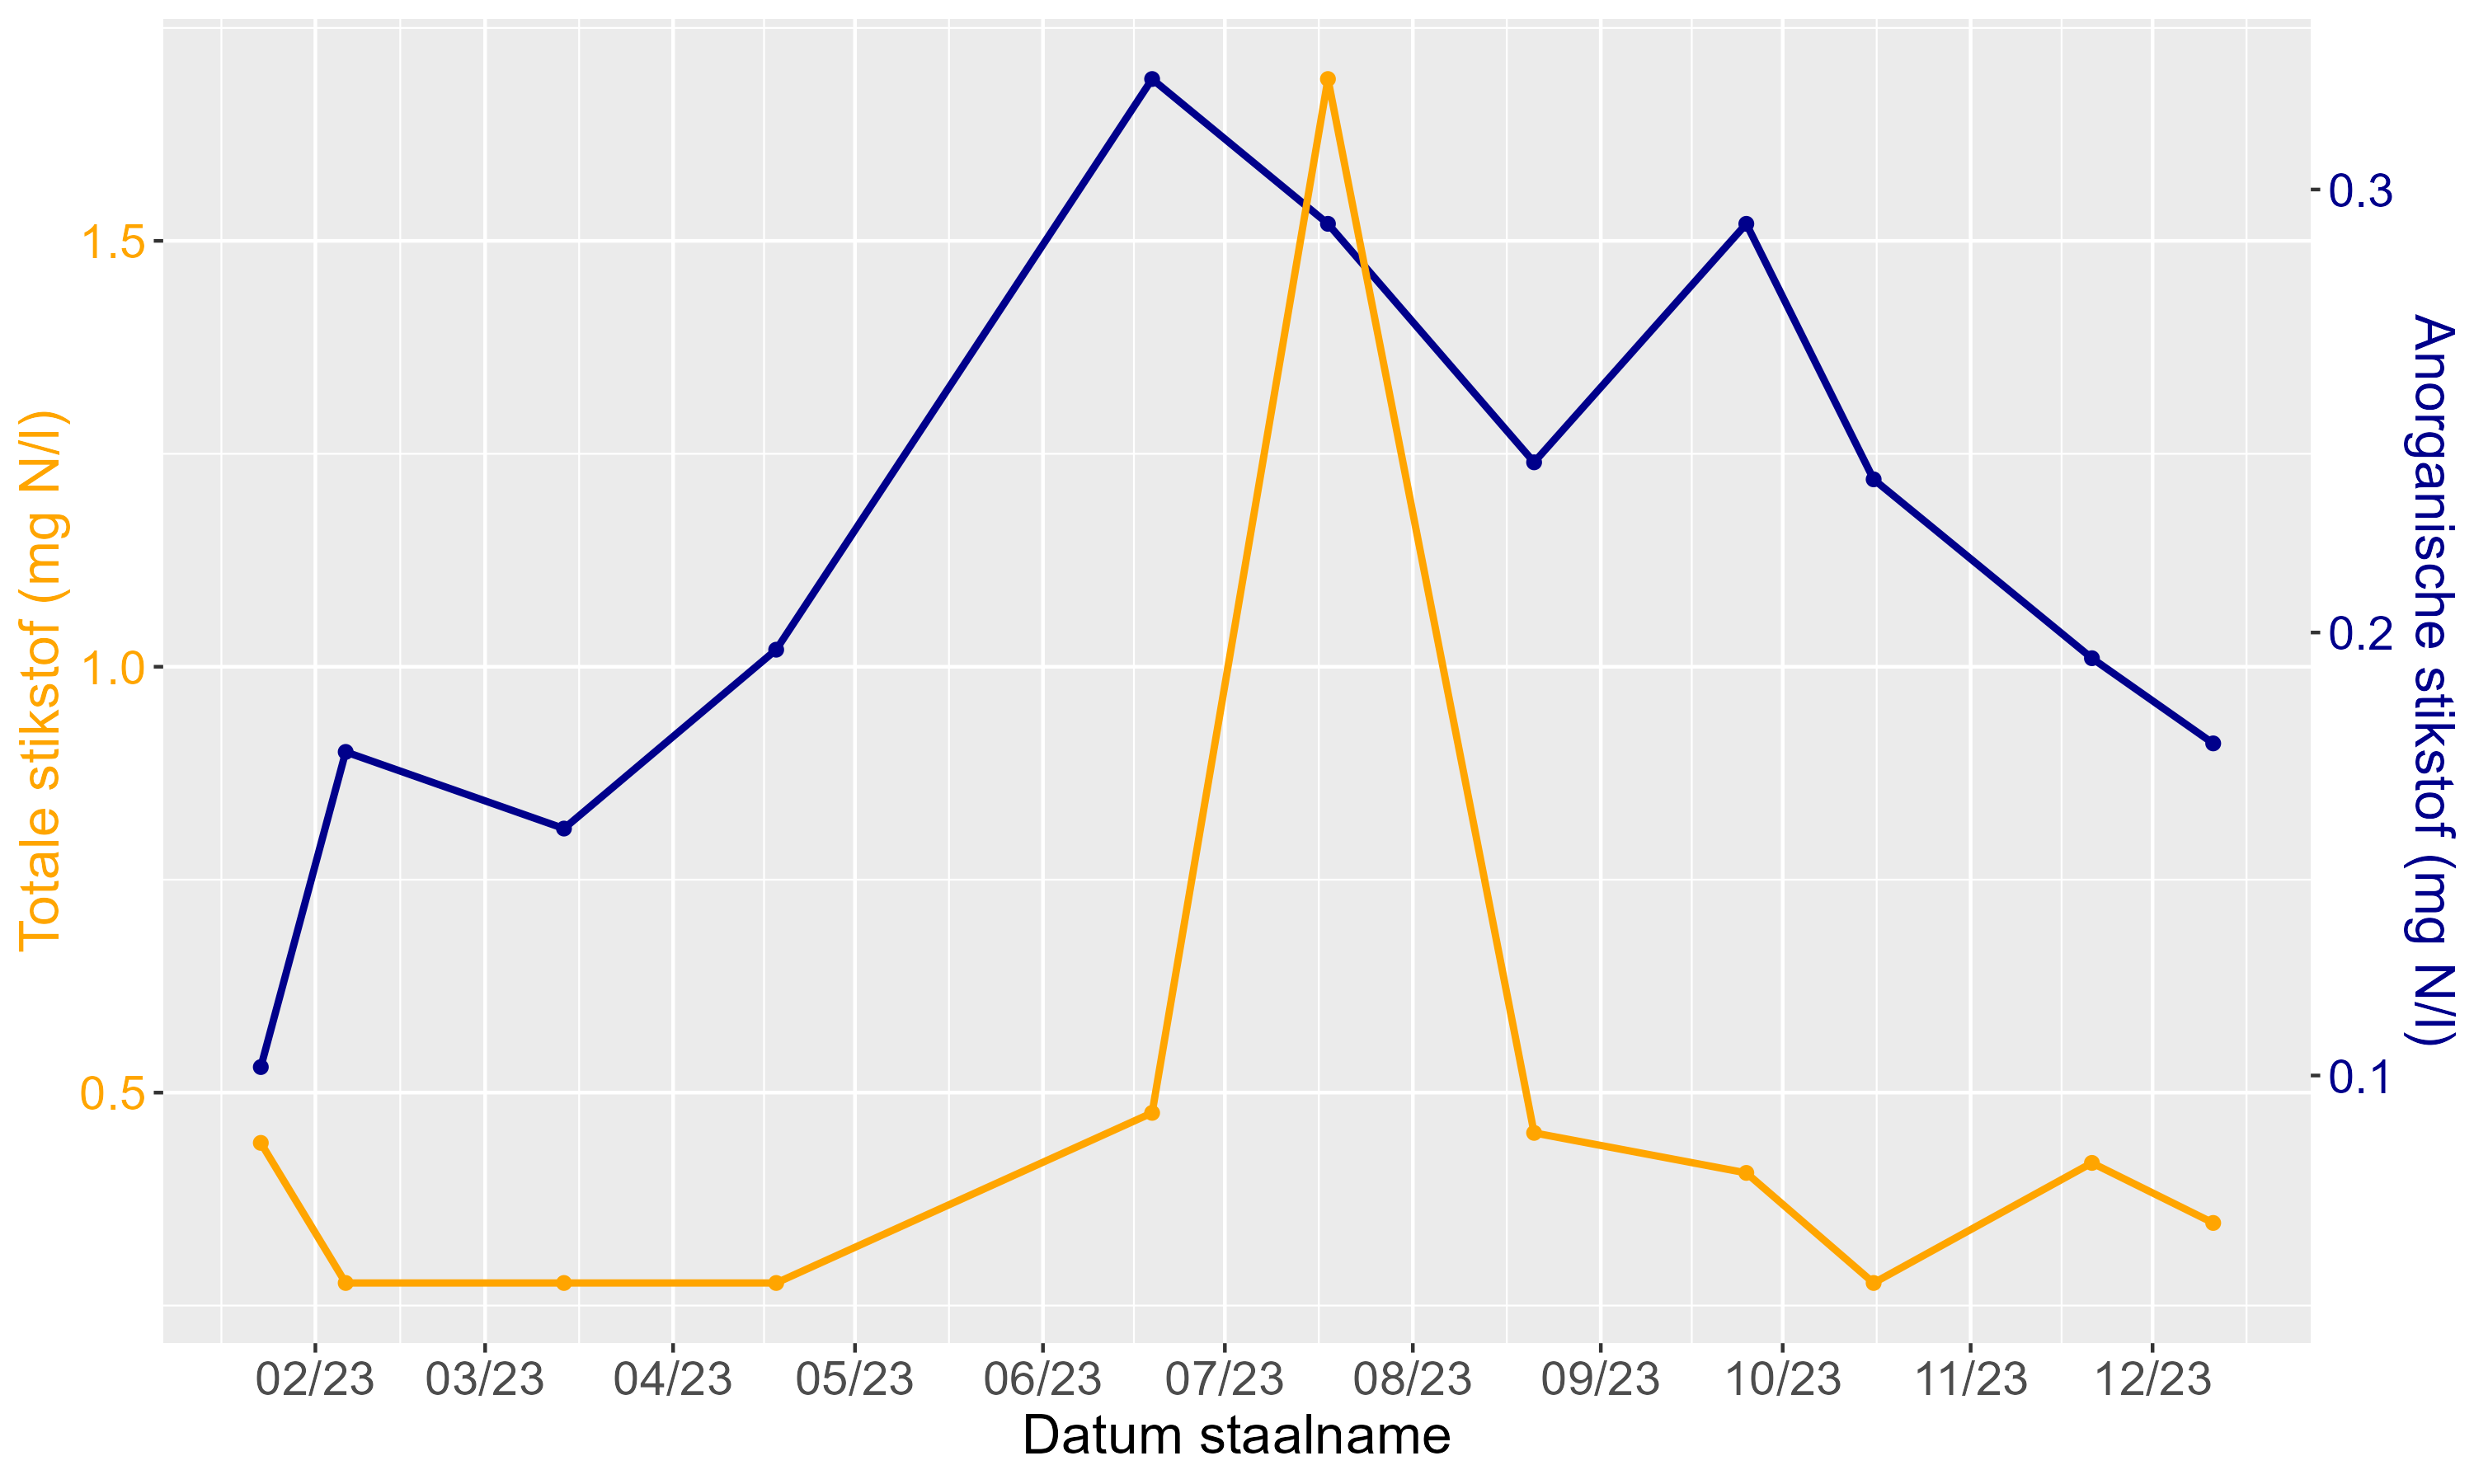 Totale stikstof (mg N/l)
1.5
1.0
0.5
0.3
0.2
0.1
Anorganische stikstof (mg N/l)
02/23 03/23 04/23 05/23 06/23 07/23 08/23 09/23 10/23 11/23 12/23
Datum staalname